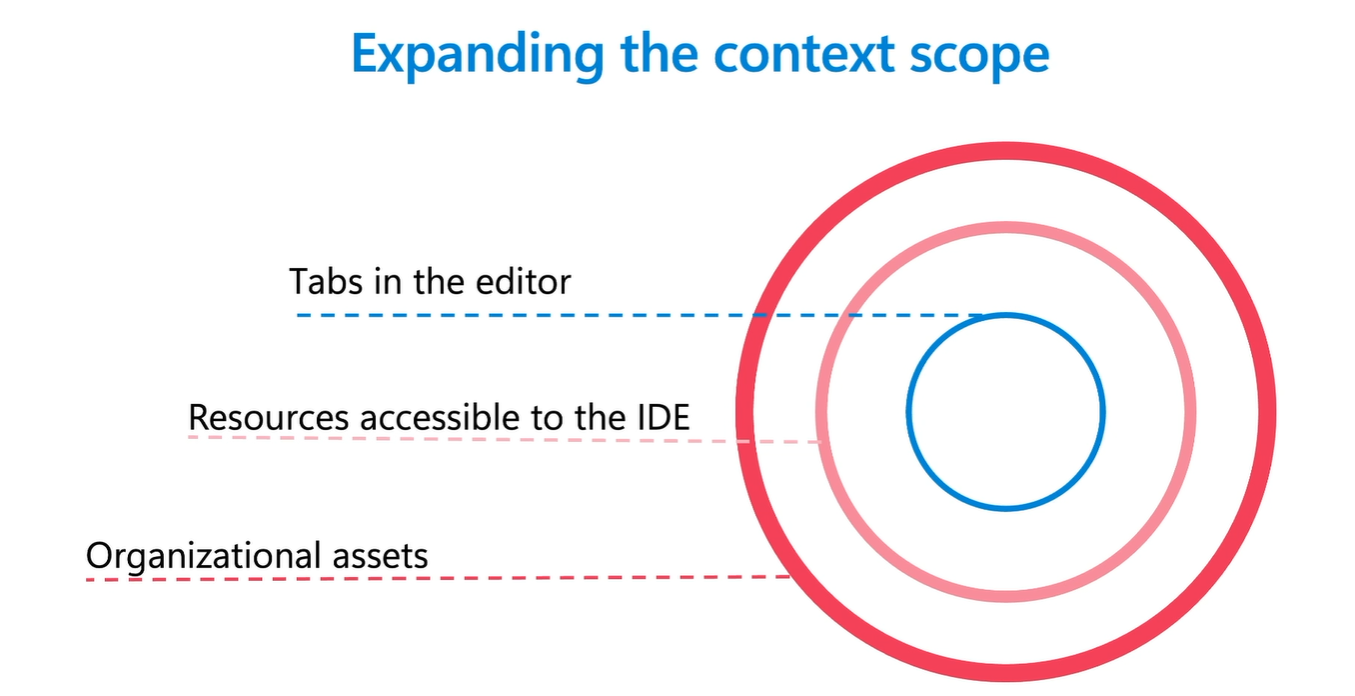 Expanding the context scope
Tabs in the editor
Resources accessible to the IDE
Organizational assets